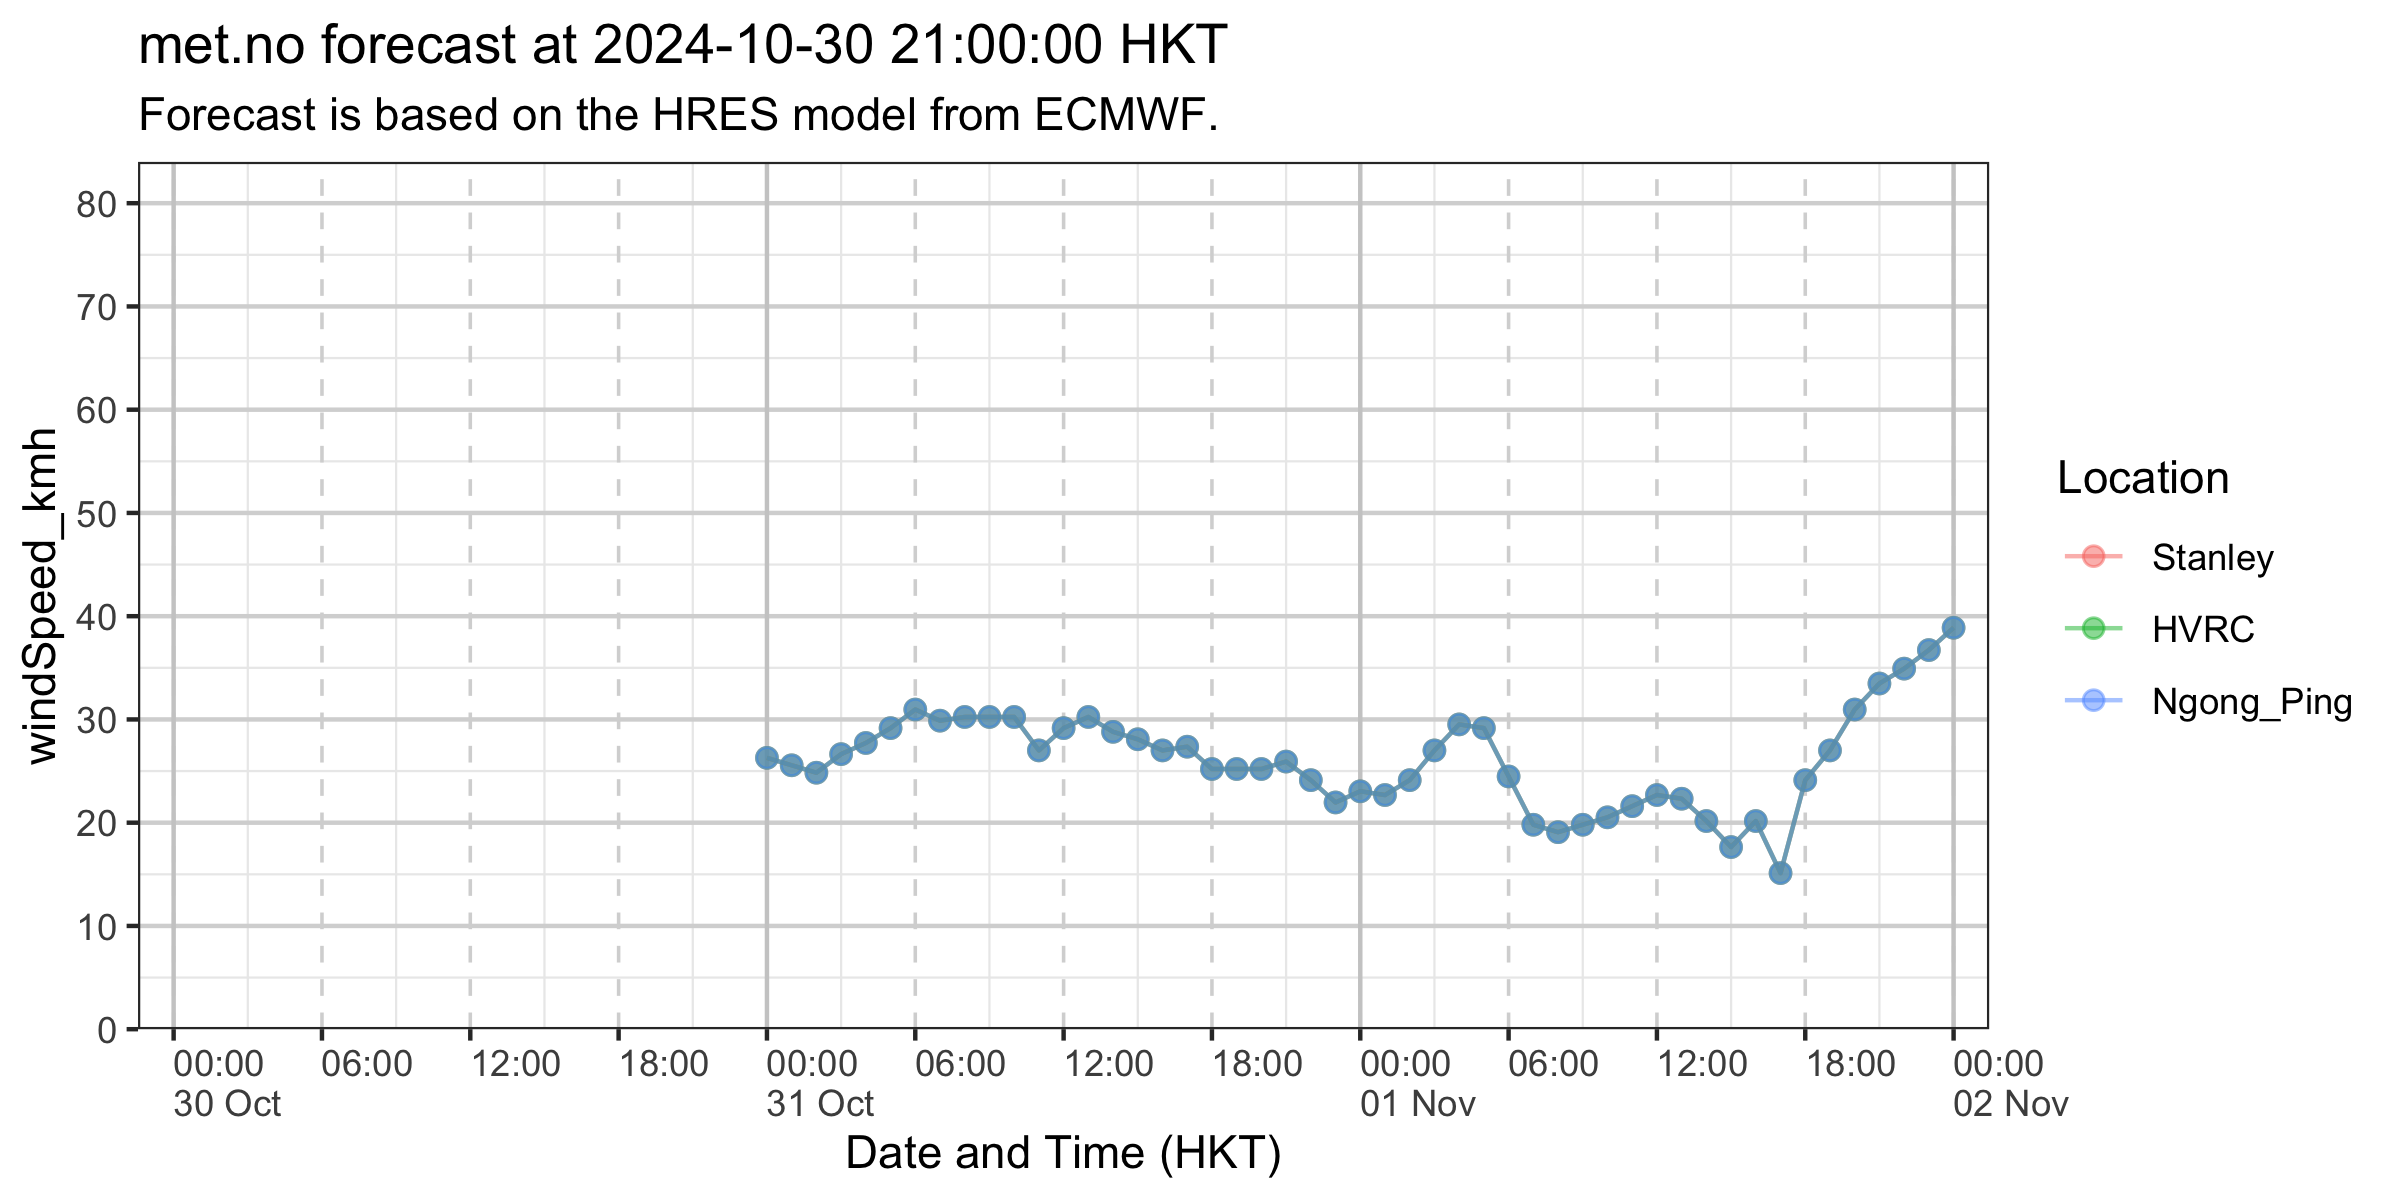 met.no forecast at 2024-10-30 21:00:00 HKT
Forecast is based on the HRES model from ECMWF.
windSpeed_kmh
80
70
60
50
40
30
20
10
0
00:00 06:00 12:00 18:00 00:00 06:00 12:00 18:00 00:00 06:00 12:00 18:00 00:00
30 Oct 31 Oct 01 Nov 02 Nov
Date and Time (HKT)
Location
Stanley
HVRC
Ngong_Ping